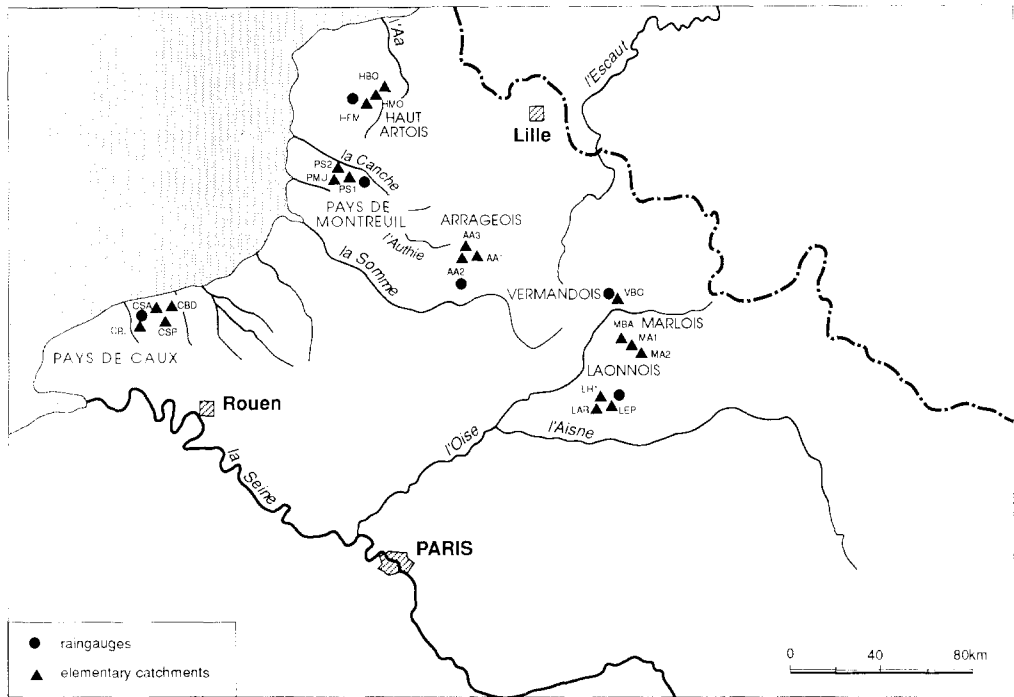 l'Aa
l'Escaut
HBO
HMO
HFM
HAUT
ARTOIS
Lille
la Canche
PS2
PMJ
PS1
PAYS DE
MONTREUIL
ARRAGEOIS
l'Authie
AA3
AA2
la Somme
VERMANDOIS
VBO
CSA
CBD
CSP
PAYS DE CAUX
MARLOIS
MBA
MA1
MA2
LAONNOIS
LEP
Rouen
l'Oise
l'Aisne
la Seine
PARIS
raingauges
elementary catchments
0 40 80km